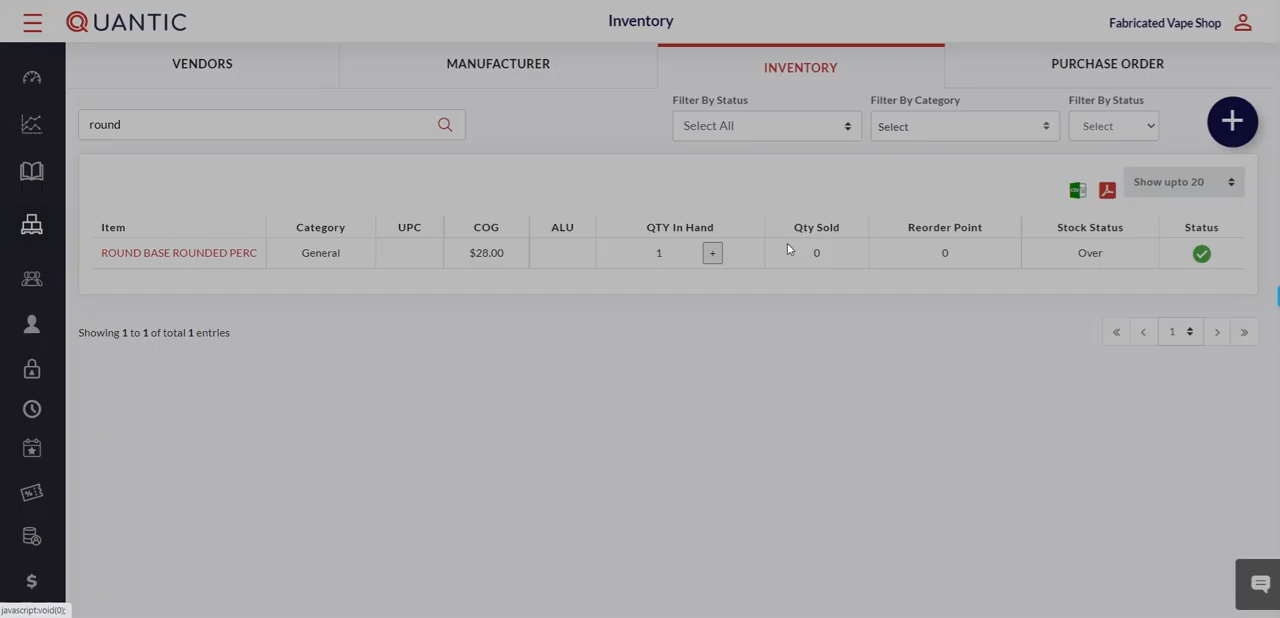 QUANTIC
Inventory
Fabricated Vape Shop
VENDORS
MANUFACTURER
INVENTORY
PURCHASE ORDER
Filter By Status
Filter By Category
Filter By Status
round
Select All
Select
Select
+
CSV
Show upto 20
Item Category UPC COG ALU QTY In Hand Qty Sold Reorder Point Stock Status Status
ROUND BASE ROUNDED PERC General $28.00 1 + 0 0 Over
Showing 1 to 1 of total 1 entries
« ‹ 1 › »
javascript:void(0);